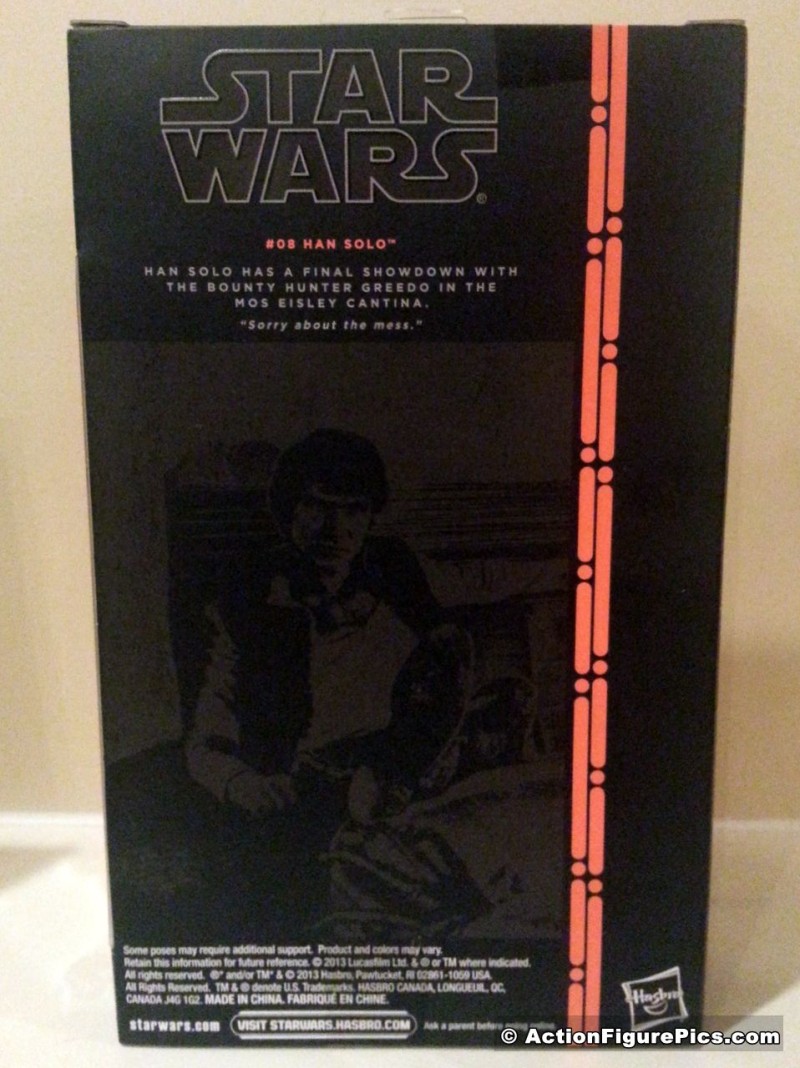 STAR
WARS®
#08 HAN SOLO™
HAN SOLO HAS A FINAL SHOWDOWN WITH
THE BOUNTY HUNTER GREEDO IN THE
MOS EISLEY CANTINA.
"Sorry about the mess."
Some poses may require additional support. Product and colors may vary.
Retain this information for future reference. © 2013 Lucasfilm Ltd. & ® or TM where indicated.
All rights reserved. ®* and/or TM* & © 2013 Hasbro, Pawtucket, RI 02861-1059 USA.
All Rights Reserved. TM & ® denote U.S. Trademarks. HASBRO CANADA, LONGUEUIL, QC,
CANADA J4G 1G2. MADE IN CHINA. FABRIQUÉ EN CHINE.
starwars.com VISIT STARWARS.HASBRO.COM Ask a parent before
Hasbro
© ActionFigurePics.com